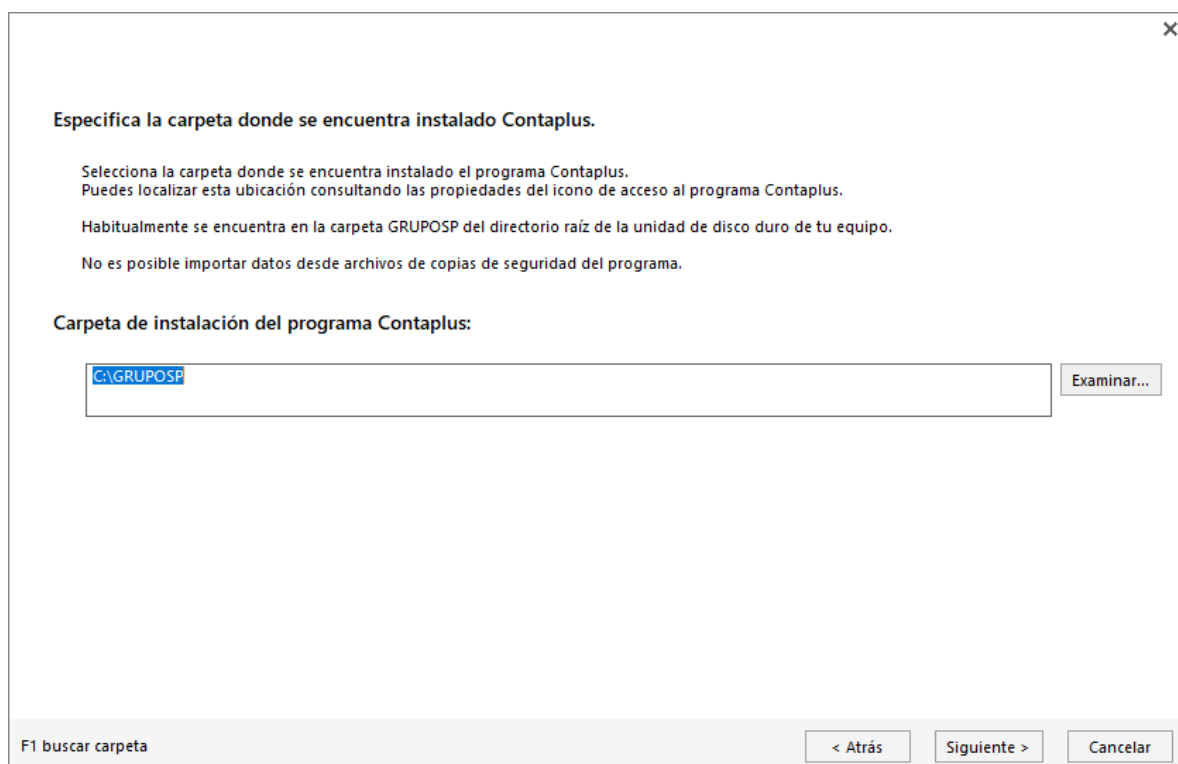 Especifica la carpeta donde se encuentra instalado Contaplus.
Selecciona la carpeta donde se encuentra instalado el programa Contaplus.
Puedes localizar esta ubicación consultando las propiedades del icono de acceso al programa Contaplus.
Habitualmente se encuentra en la carpeta GRUPOSP del directorio raíz de la unidad de disco duro de tu equipo.
No es posible importar datos desde archivos de copias de seguridad del programa.
Carpeta de instalación del programa Contaplus:
C:\GRUPOSP
Examinar...
F1 buscar carpeta
< Atrás
Siguiente >
Cancelar